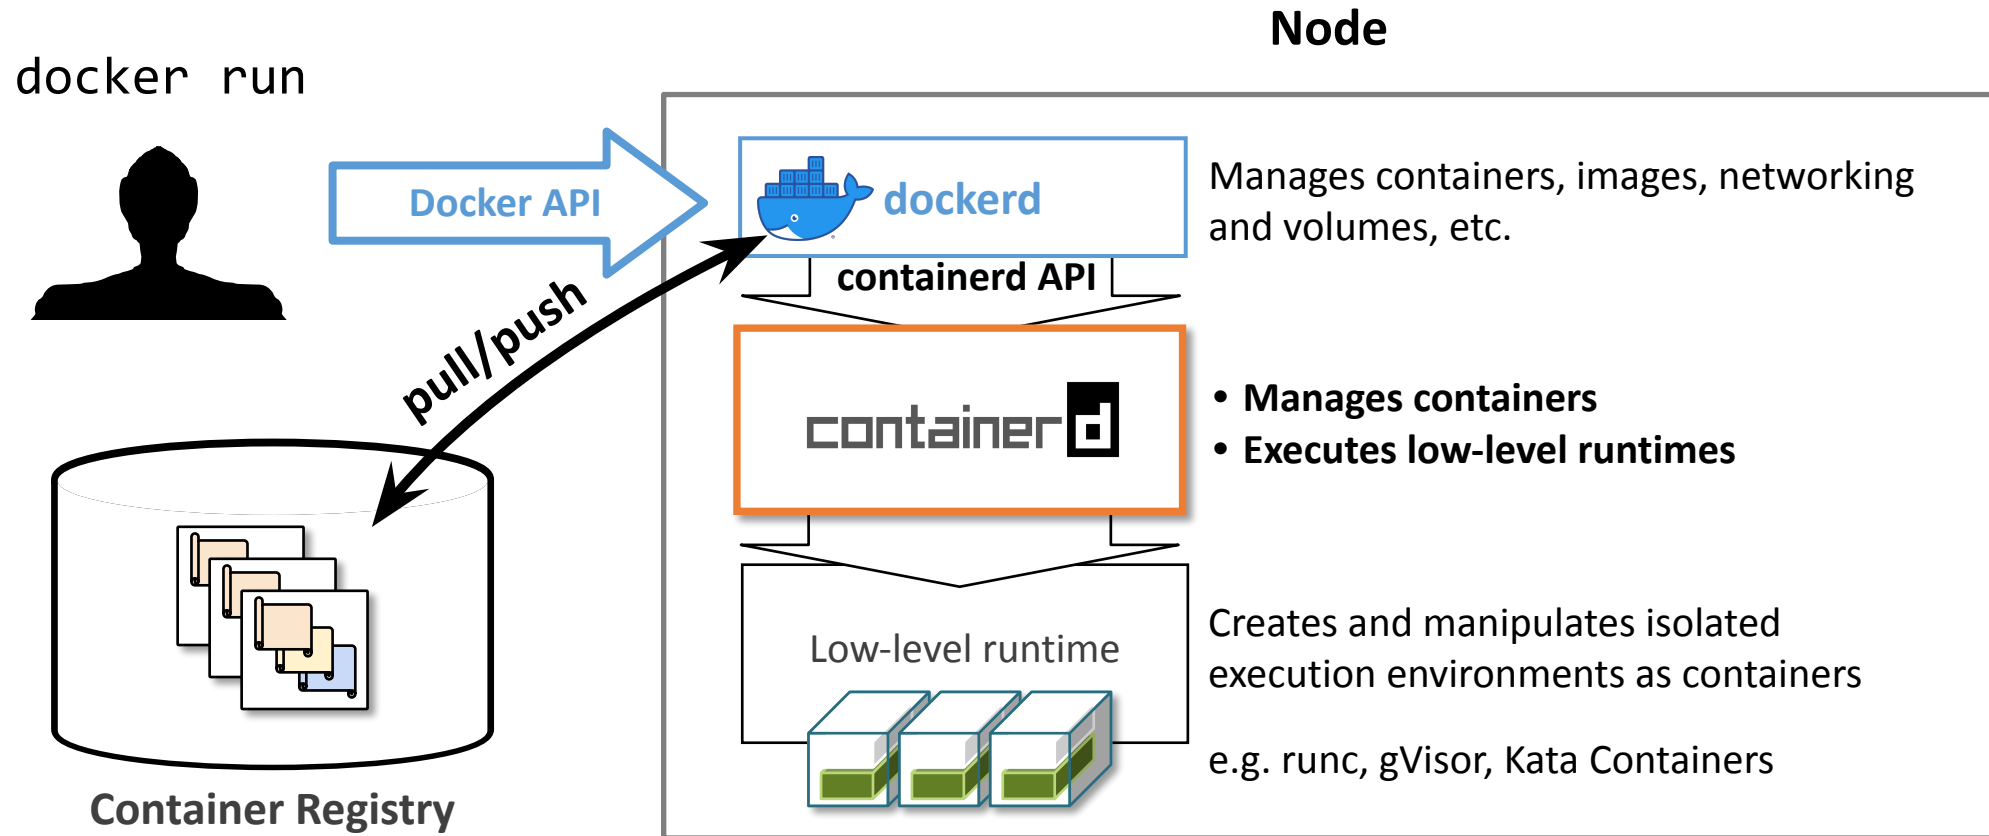 Node
docker run
Docker API
dockerd
Manages containers, images, networking
and volumes, etc.
containerd API
pull/push
containerd
• Manages containers
• Executes low-level runtimes
Low-level runtime
Creates and manipulates isolated
execution environments as containers
e.g. runc, gVisor, Kata Containers
Container Registry